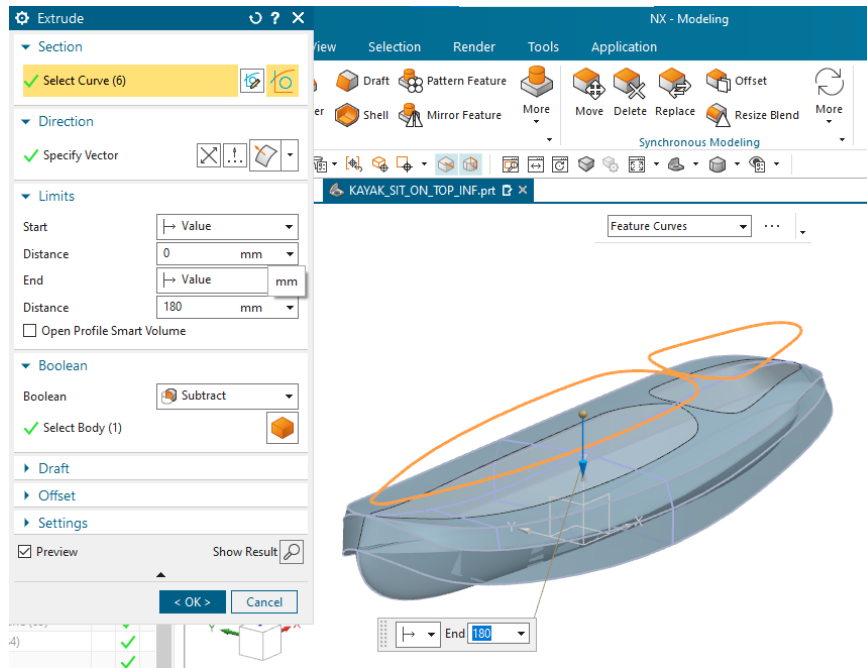 Extrude
NX - Modeling
Section
View Selection Render Tools Application
Select Curve (6)
Draft Pattern Feature
Shell Mirror Feature
More
Move Delete Replace
Offset
Resize Blend
More
Synchronous Modeling
Direction
Specify Vector
KAYAK_SIT_ON_TOP_INF.prt
Limits
Feature Curves
Start Value
Distance 0 mm
End Value
mm
Distance 180 mm
Open Profile Smart Volume
Boolean
Boolean Subtract
Select Body (1)
Draft
Offset
Settings
Y X
Preview Show Result
< OK > Cancel
End 180
Y X
4)